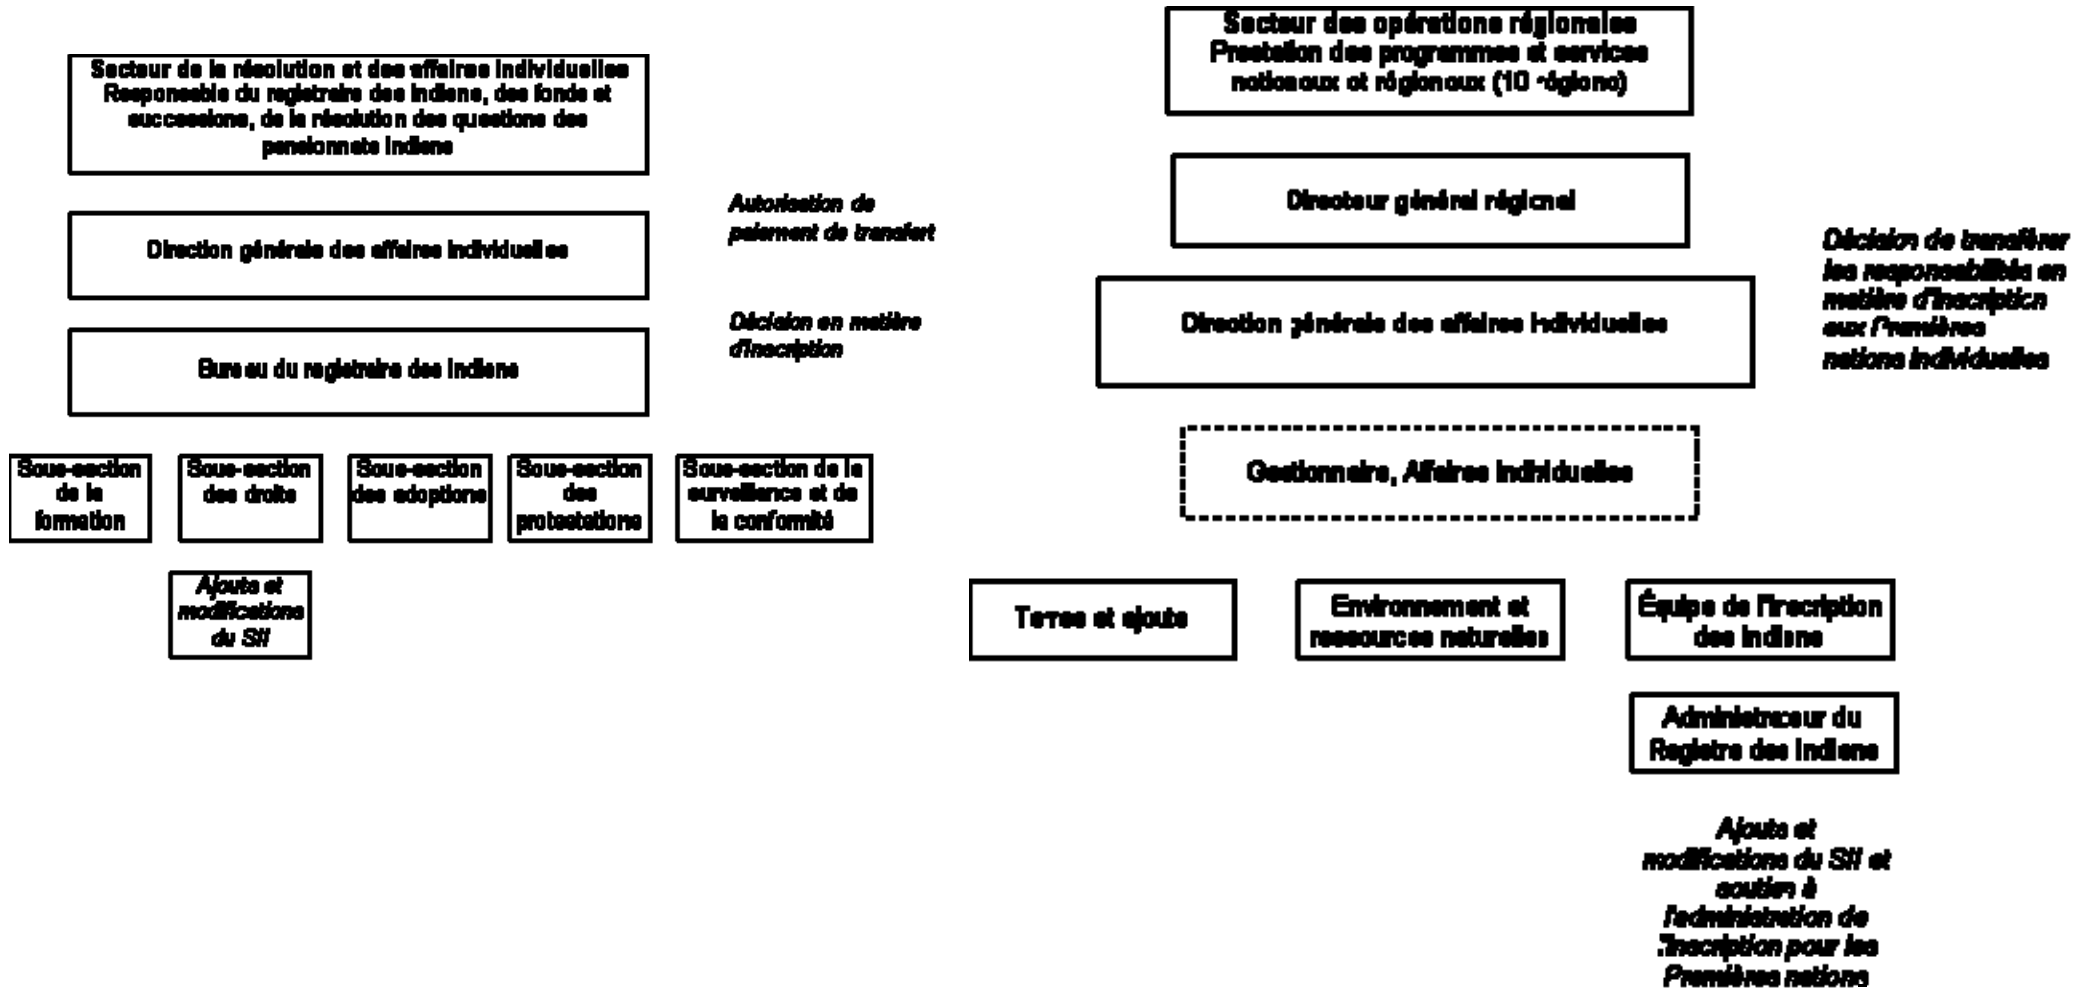 Secteur de la résolution et des affaires individuelles
Responsable du registraire des Indiens, des fonds et
successions, de la résolution des questions des
pensionnats indiens
Direction générale des affaires individuelles
Bureau du registraire des Indiens
Autorisation de
paiement de transfert
Décision en matière
d'inscription
Sous-section
de la
formation
Sous-section
des droits
Sous-section
des adoptions
Sous-section
des
protestations
Sous-section de la
surveillance et de
la conformité
Ajouts et
modifications
du SII
Secteur des opérations régionales
Prestation des programmes et services
nationaux et régionaux (10 régions)
Directeur général régional
Direction générale des affaires individuelles
Décision de transférer
les responsabilités en
matière d'inscription
aux Premières
nations individuelles
Gestionnaire, Affaires individuelles
Terres et ajouts
Environnement et
ressources naturelles
Équipe de l'inscription
des Indiens
Administrateur du
Registre des Indiens
Ajouts et
modifications du SII et
soutien à
l'administration de
l'inscription pour les
Premières nations